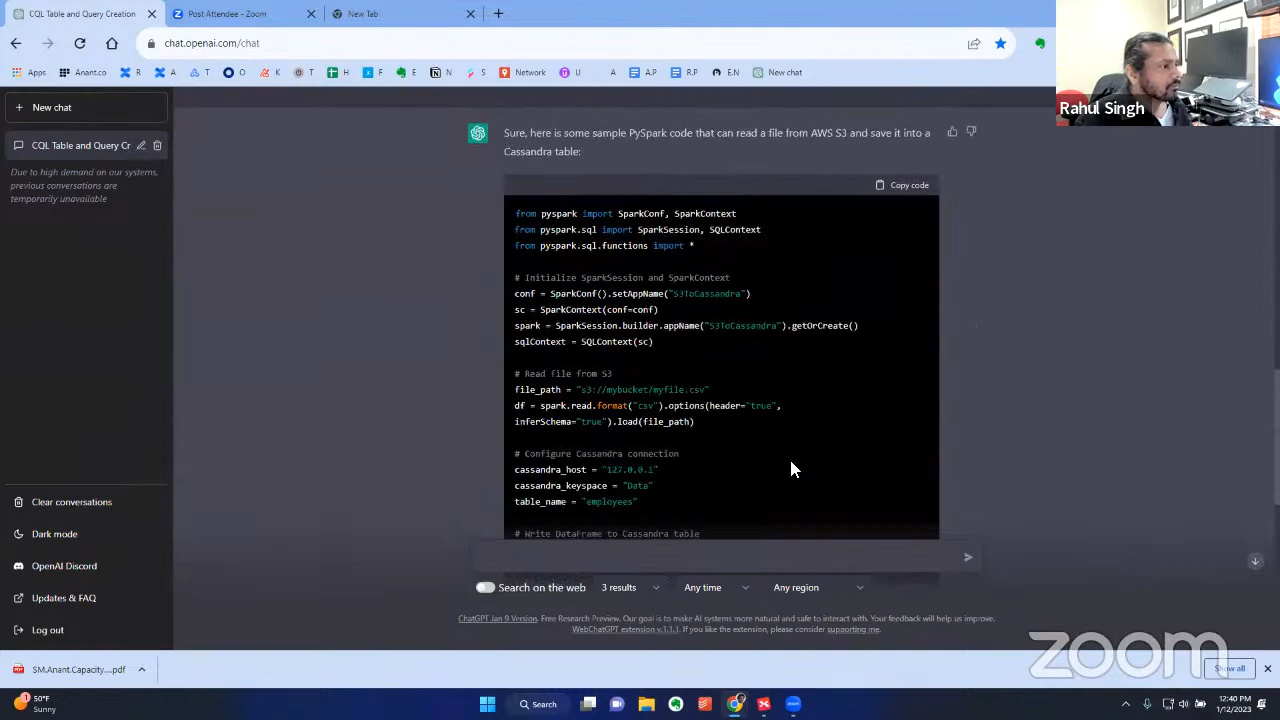 CQL Table and Query Cr
Post Attendee - Zoom
New Tab
chat.openai.com/chat
Apps
Anant.co
R
A
T
O
K
T
H
F
E
N
S
Network
U
A.P
R.P
E.N
New chat
Rahul Singh
New chat
CQL Table and Query Cr
Due to high demand on our systems,
previous conversations are
temporarily unavailable
Clear conversations
Dark mode
OpenAI Discord
Updates & FAQ
Log out
Sure, here is some sample PySpark code that can read a file from AWS S3 and save it into a
Cassandra table:
Copy code
from pyspark import SparkConf, SparkContext
from pyspark.sql import SparkSession, SQLContext
from pyspark.sql.functions import *
# Initialize SparkSession and SparkContext
conf = SparkConf().setAppName("S3ToCassandra")
sc = SparkContext(conf=conf)
spark = SparkSession.builder.appName("S3ToCassandra").getOrCreate()
sqlContext = SQLContext(sc)
# Read file from S3
file_path = "s3://mybucket/myfile.csv"
df = spark.read.format("csv").options(header="true",
inferSchema="true").load(file_path)
# Configure Cassandra connection
cassandra_host = "127.0.0.1"
cassandra_keyspace = "Data"
table_name = "employees"
# Write DataFrame to Cassandra table
Search on the web
3 results
Any time
Any region
ChatGPT Jan 9 Version. Free Research Preview. Our goal is to make AI systems more natural and safe to interact with. Your feedback will help us improve.
WebChatGPT extension v.1.1.1. If you like the extension, please consider supporting me.
SM.Anant.Capacity....pdf
Show all
zoom
50°F
Sunny
Search
12:40 PM
1/12/2023